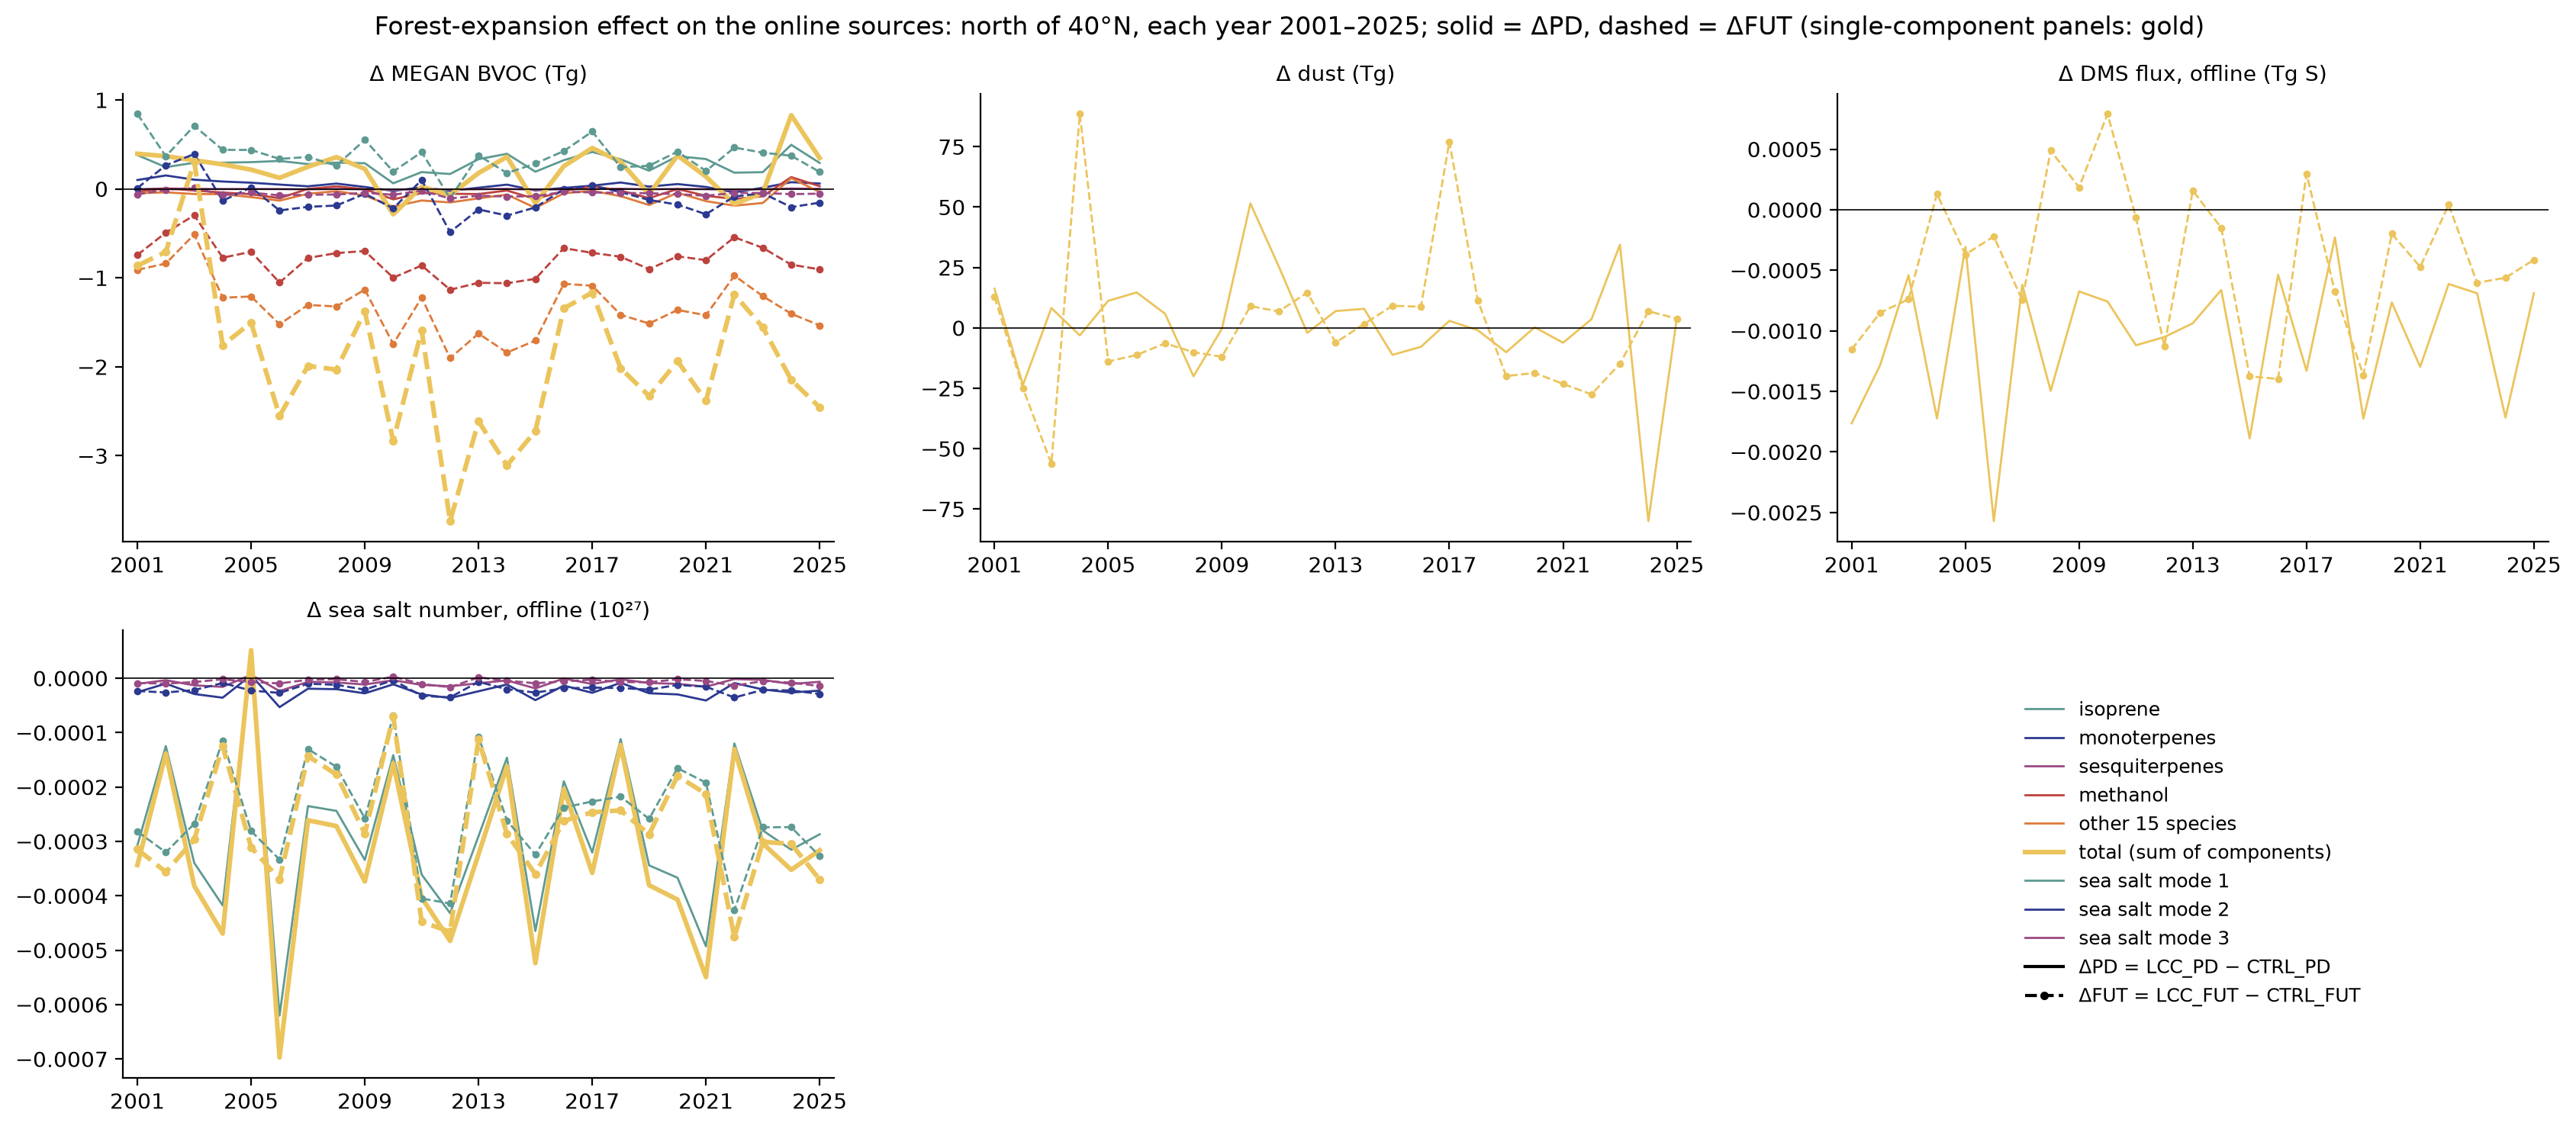 Forest-expansion effect on the online sources: north of 40°N, each year 2001–2025; solid = ΔPD, dashed = ΔFUT (single-component panels: gold)
Δ MEGAN BVOC (Tg)
1
0
−1
−2
−3
2001 2005 2009 2013 2017 2021 2025
Δ dust (Tg)
75
50
25
0
−25
−50
−75
2001 2005 2009 2013 2017 2021 2025
Δ DMS flux, offline (Tg S)
0.0005
0.0000
−0.0005
−0.0010
−0.0015
−0.0020
−0.0025
2001 2005 2009 2013 2017 2021 2025
Δ sea salt number, offline (10²⁷)
0.0000
−0.0001
−0.0002
−0.0003
−0.0004
−0.0005
−0.0006
−0.0007
2001 2005 2009 2013 2017 2021 2025
isoprene
monoterpenes
sesquiterpenes
methanol
other 15 species
total (sum of components)
sea salt mode 1
sea salt mode 2
sea salt mode 3
ΔPD = LCC_PD − CTRL_PD
ΔFUT = LCC_FUT − CTRL_FUT